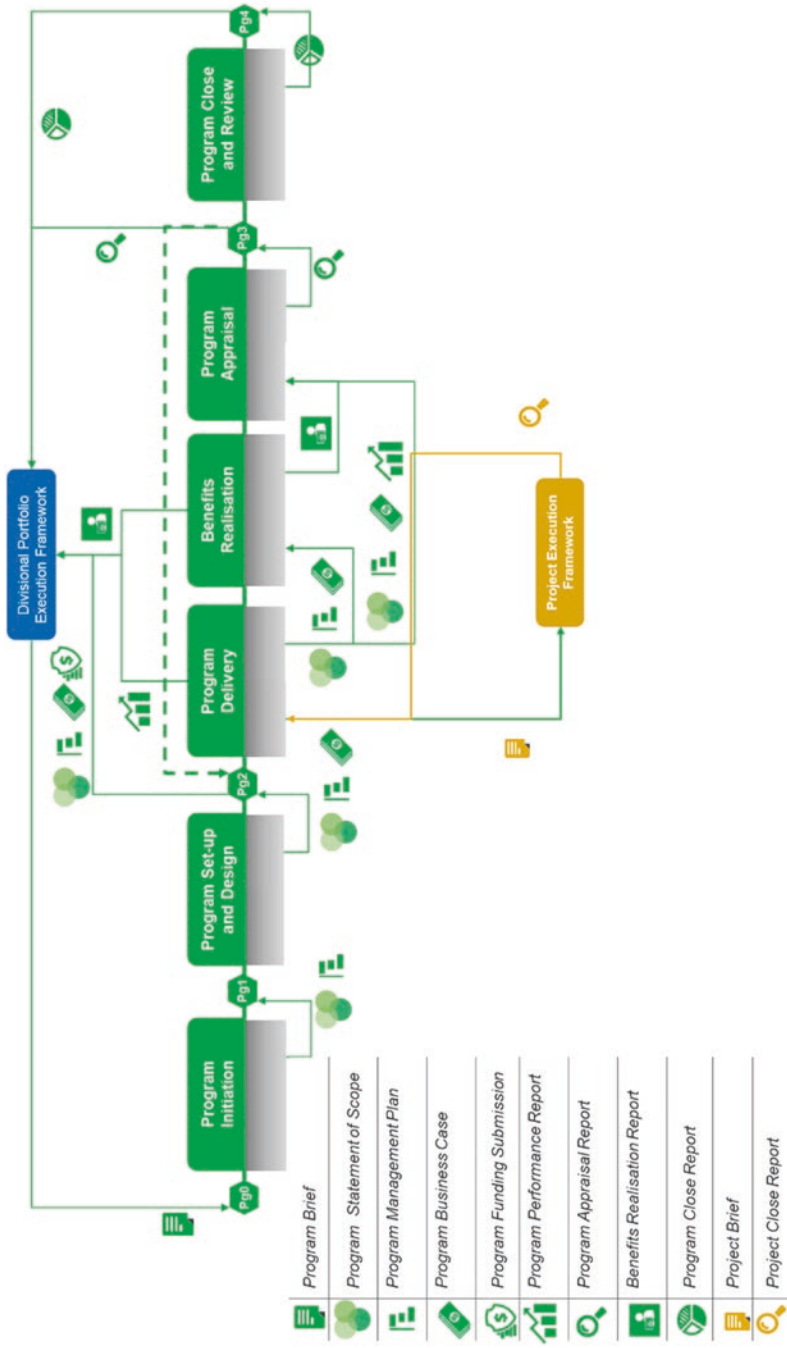 Divisional Portfolio
Execution Framework
Pg0
Program
Initiation
Pg1
Program Set-up
and Design
Pg2
Program
Delivery
Benefits
Realisation
Program
Appraisal
Pg3
Program Close
and Review
Pg4
Project Execution
Framework
Program Brief
Program Statement of Scope
Program Management Plan
Program Business Case
Program Funding Submission
Program Performance Report
Program Appraisal Report
Benefits Realisation Report
Program Close Report
Project Brief
Project Close Report